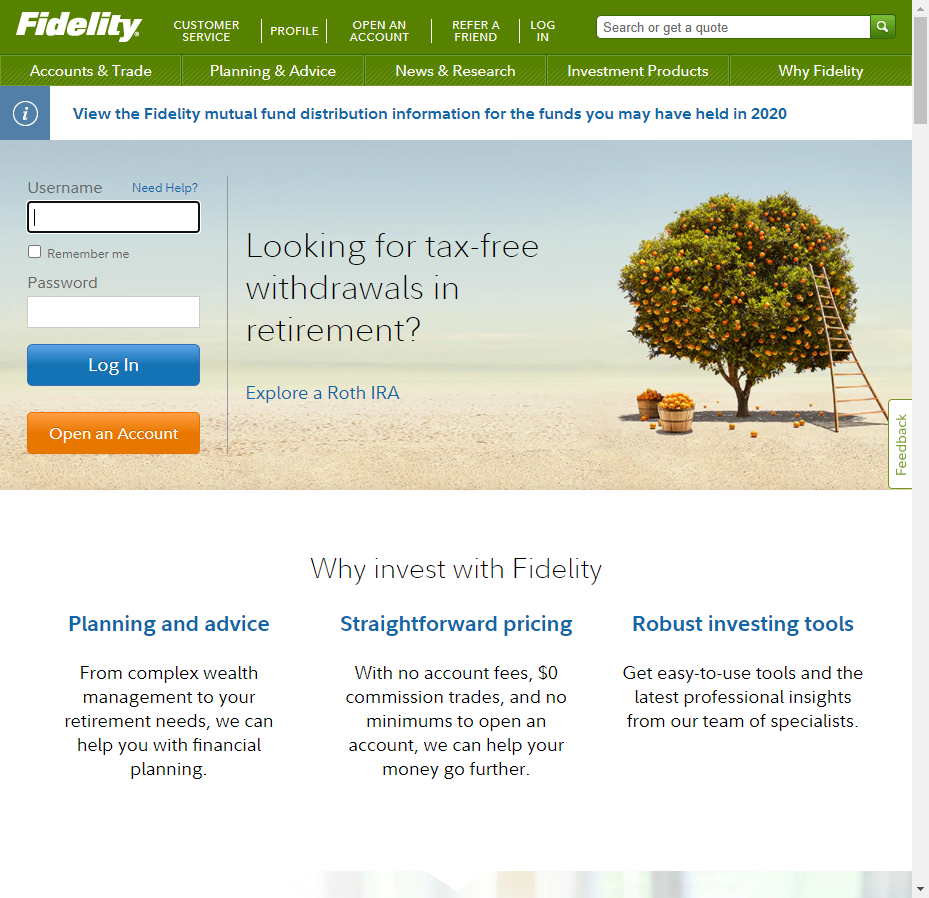 Fidelity
CUSTOMER
SERVICE
PROFILE
OPEN AN
ACCOUNT
REFER A
FRIEND
LOG
IN
Search or get a quote
Accounts & Trade
Planning & Advice
News & Research
Investment Products
Why Fidelity
i
View the Fidelity mutual fund distribution information for the funds you may have held in 2020
Username
Need Help?
Remember me
Password
Log In
Open an Account
Looking for tax-free
withdrawals in
retirement?
Explore a Roth IRA
Feedback
Why invest with Fidelity
Planning and advice
From complex wealth
management to your
retirement needs, we can
help you with financial
planning.
Straightforward pricing
With no account fees, $0
commission trades, and no
minimums to open an
account, we can help your
money go further.
Robust investing tools
Get easy-to-use tools and the
latest professional insights
from our team of specialists.